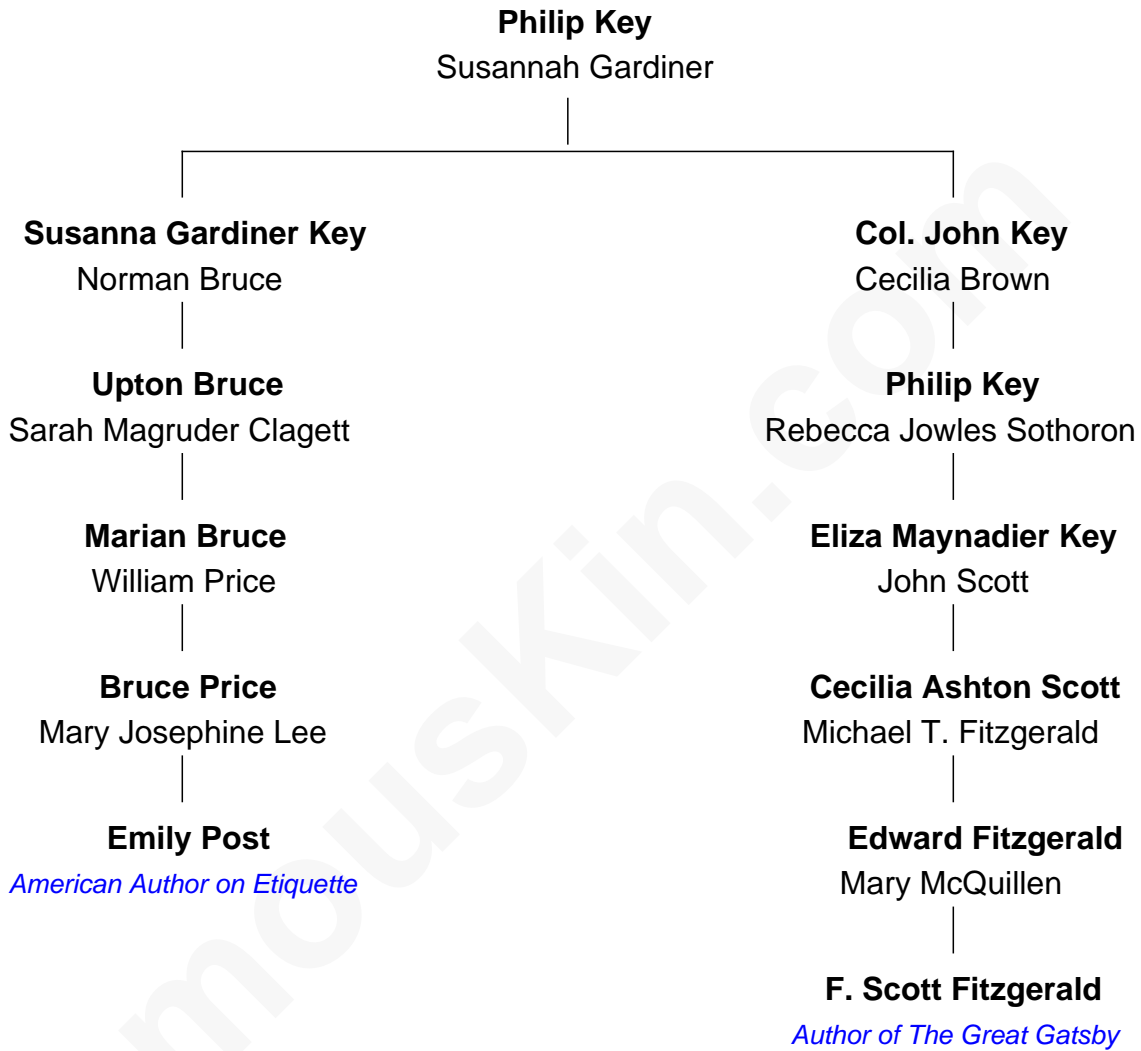 Philip Key
Susannah Gardiner
Susanna Gardiner Key
Norman Bruce
Col. John Key
Cecilia Brown
Upton Bruce
Sarah Magruder Clagett
Philip Key
Rebecca Jowles Sothoron
Marian Bruce
William Price
Eliza Maynadier Key
John Scott
Bruce Price
Mary Josephine Lee
Cecilia Ashton Scott
Michael T. Fitzgerald
Emily Post
American Author on Etiquette
Edward Fitzgerald
Mary McQuillen
F. Scott Fitzgerald
Author of The Great Gatsby
mouskin.com